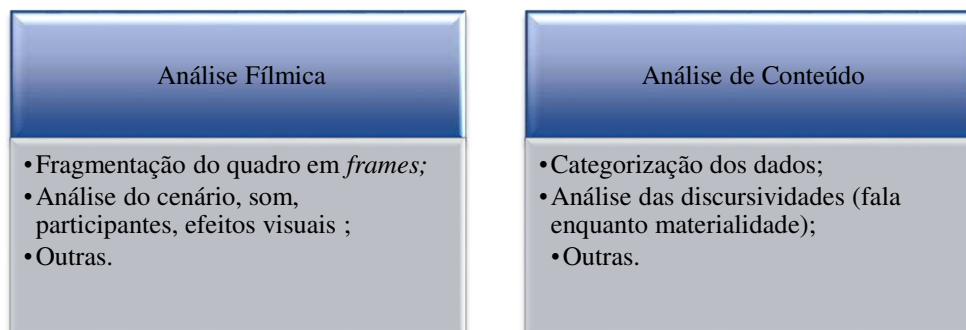 Análise Fílmica
•Fragmentação do quadro em frames;
•Análise do cenário, som,
participantes, efeitos visuais ;
•Outras.
Análise de Conteúdo
•Categorização dos dados;
•Análise das discursividades (fala
enquanto materialidade);
•Outras.